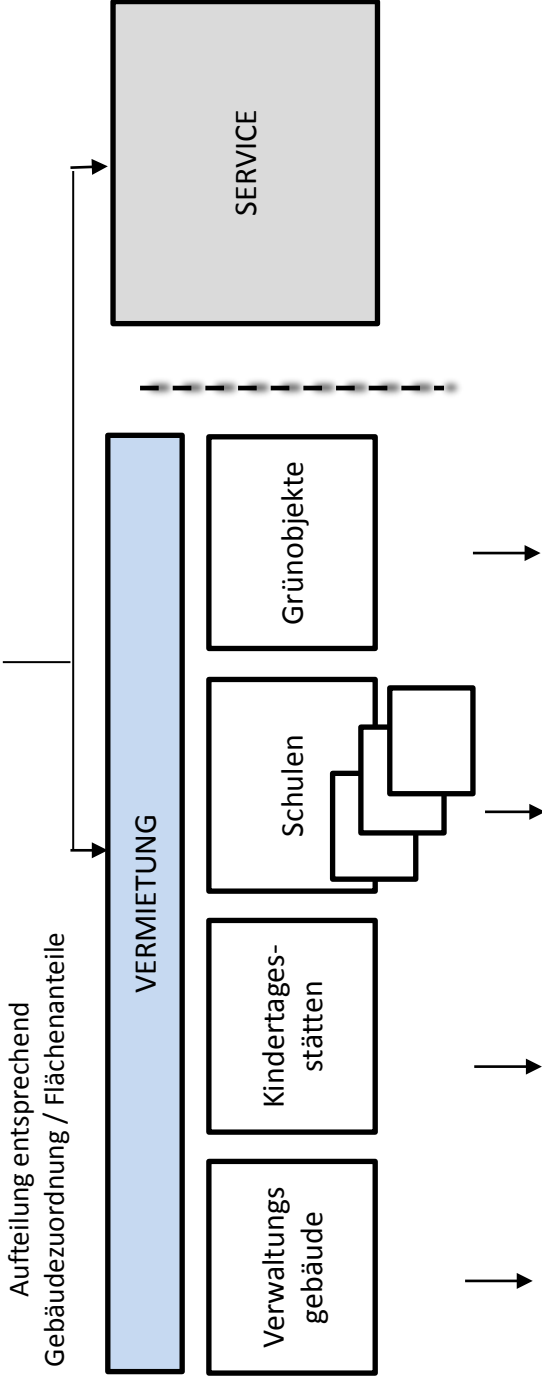 Aufteilung entsprechend
Gebäudezuordnung / Flächenanteile
VERMIETUNG
SERVICE
Verwaltungs
gebäude
Kindertages-
stätten
Schulen
Grünobjekte